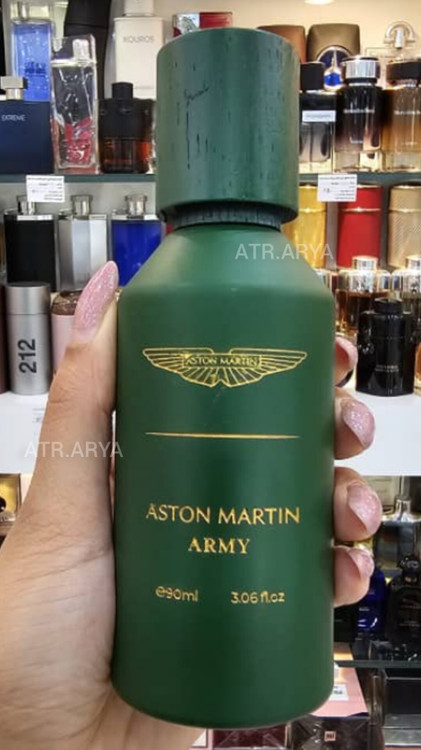 KOUROS
EXTREME
ATR.ARYA
212
ASTON MARTIN
ATR.ARYA
ASTON MARTIN
ARMY
℮90ml 3.06 fl.oz